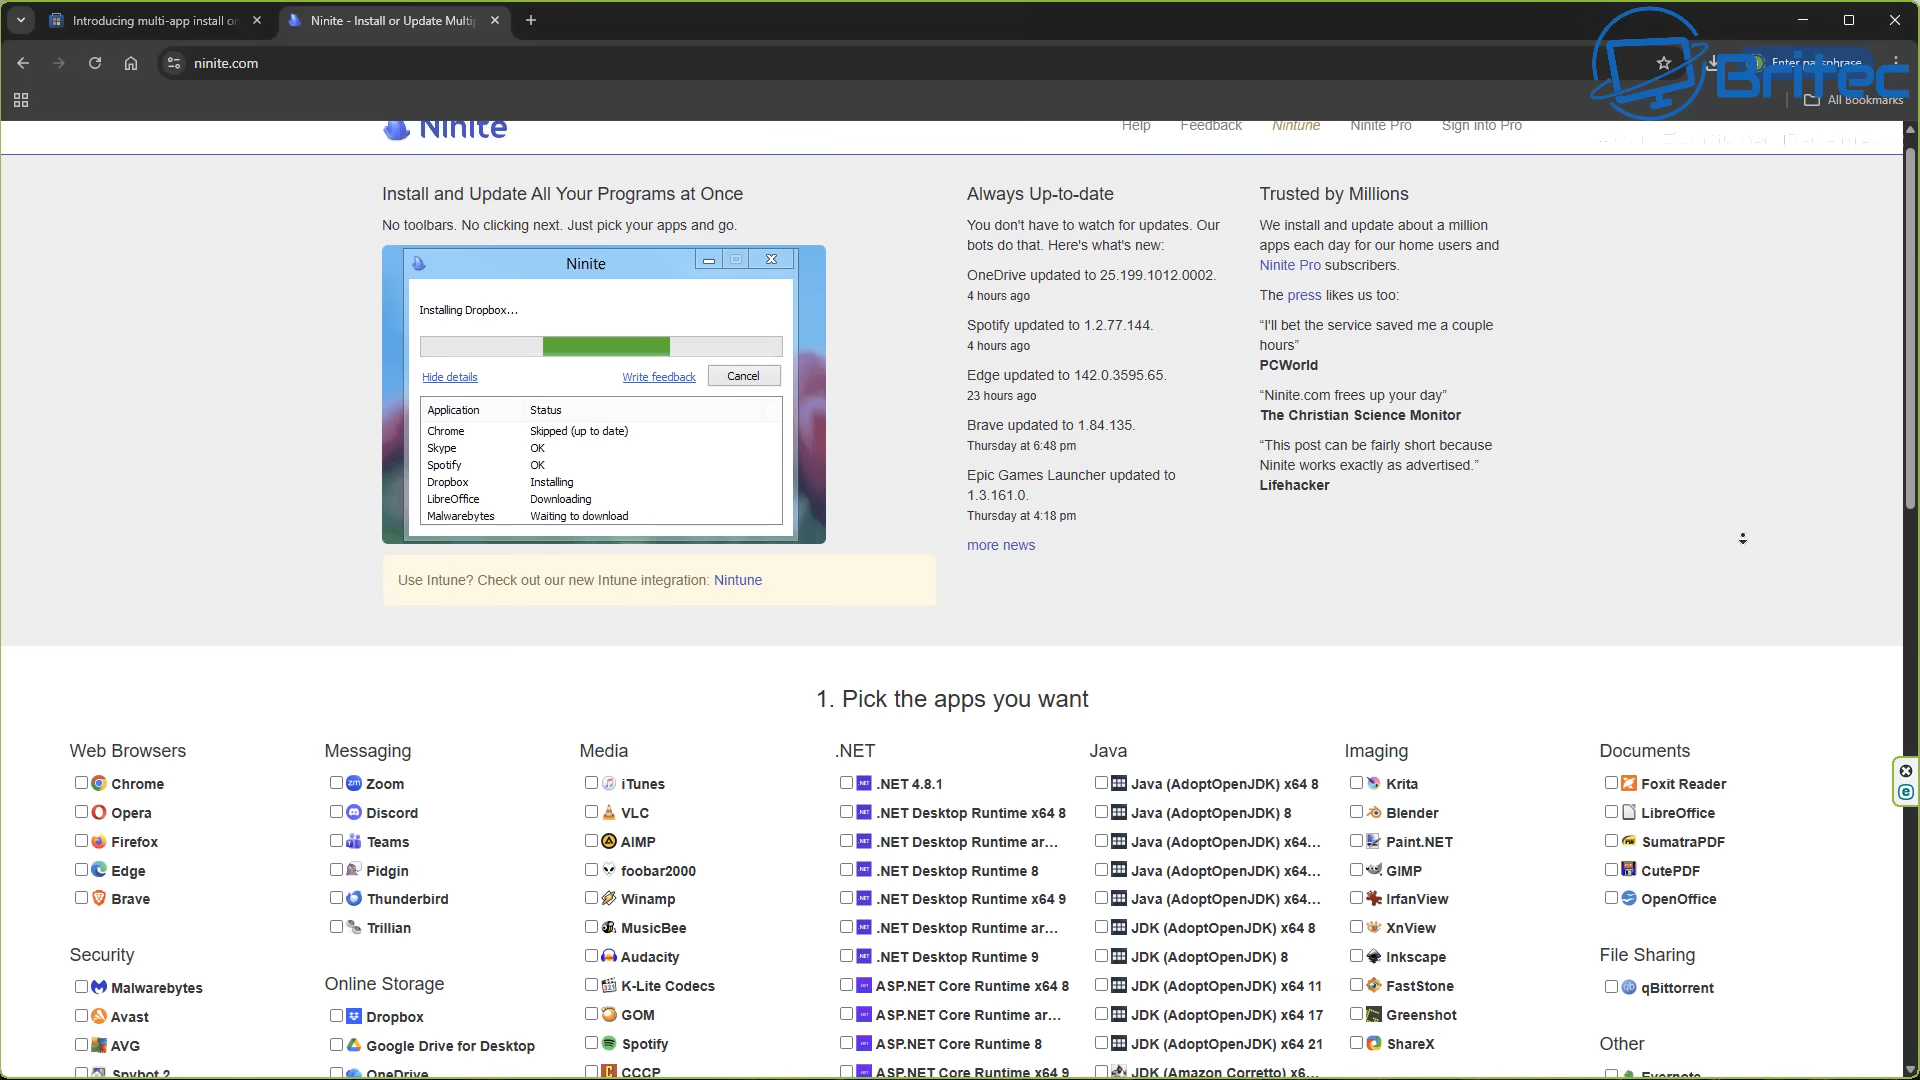 Introducing multi-app install on
Ninite - Install or Update Multip
ninite.com
Enter passphrase
Britec
All Bookmarks
Ninite
Help
Feedback
Nintune
Ninite Pro
Sign into Pro
Install and Update All Your Programs at Once
No toolbars. No clicking next. Just pick your apps and go.
Ninite
Installing Dropbox...
Hide details
Write feedback
Cancel
Application Status
Chrome Skipped (up to date)
Skype OK
Spotify OK
Dropbox Installing
LibreOffice Downloading
Malwarebytes Waiting to download
Use Intune? Check out our new Intune integration: Nintune
Always Up-to-date
You don't have to watch for updates. Our
bots do that. Here's what's new:
OneDrive updated to 25.199.1012.0002.
4 hours ago
Spotify updated to 1.2.77.144.
4 hours ago
Edge updated to 142.0.3595.65.
23 hours ago
Brave updated to 1.84.135.
Thursday at 6:48 pm
Epic Games Launcher updated to
1.3.161.0.
Thursday at 4:18 pm
more news
Trusted by Millions
We install and update about a million
apps each day for our home users and
Ninite Pro subscribers.
The press likes us too:
“I'll bet the service saved me a couple
hours”
PCWorld
“Ninite.com frees up your day”
The Christian Science Monitor
“This post can be fairly short because
Ninite works exactly as advertised.”
Lifehacker
1. Pick the apps you want
Web Browsers
Chrome
Opera
Firefox
Edge
Brave
Security
Malwarebytes
Avast
AVG
Spybot 2
Messaging
Zoom
Discord
Teams
Pidgin
Thunderbird
Trillian
Online Storage
Dropbox
Google Drive for Desktop
OneDrive
Media
iTunes
VLC
AIMP
foobar2000
Winamp
MusicBee
Audacity
K-Lite Codecs
GOM
Spotify
CCCP
.NET
.NET 4.8.1
.NET Desktop Runtime x64 8
.NET Desktop Runtime ar...
.NET Desktop Runtime 8
.NET Desktop Runtime x64 9
.NET Desktop Runtime ar...
.NET Desktop Runtime 9
ASP.NET Core Runtime x64 8
ASP.NET Core Runtime ar...
ASP.NET Core Runtime 8
ASP.NET Core Runtime x64 9
Java
Java (AdoptOpenJDK) x64 8
Java (AdoptOpenJDK) 8
Java (AdoptOpenJDK) x64...
Java (AdoptOpenJDK) x64...
Java (AdoptOpenJDK) x64...
JDK (AdoptOpenJDK) x64 8
JDK (AdoptOpenJDK) 8
JDK (AdoptOpenJDK) x64 11
JDK (AdoptOpenJDK) x64 17
JDK (AdoptOpenJDK) x64 21
JDK (Amazon Corretto) x6...
Imaging
Krita
Blender
Paint.NET
GIMP
IrfanView
XnView
Inkscape
FastStone
Greenshot
ShareX
Documents
Foxit Reader
LibreOffice
SumatraPDF
CutePDF
OpenOffice
File Sharing
qBittorrent
Other
Evernote